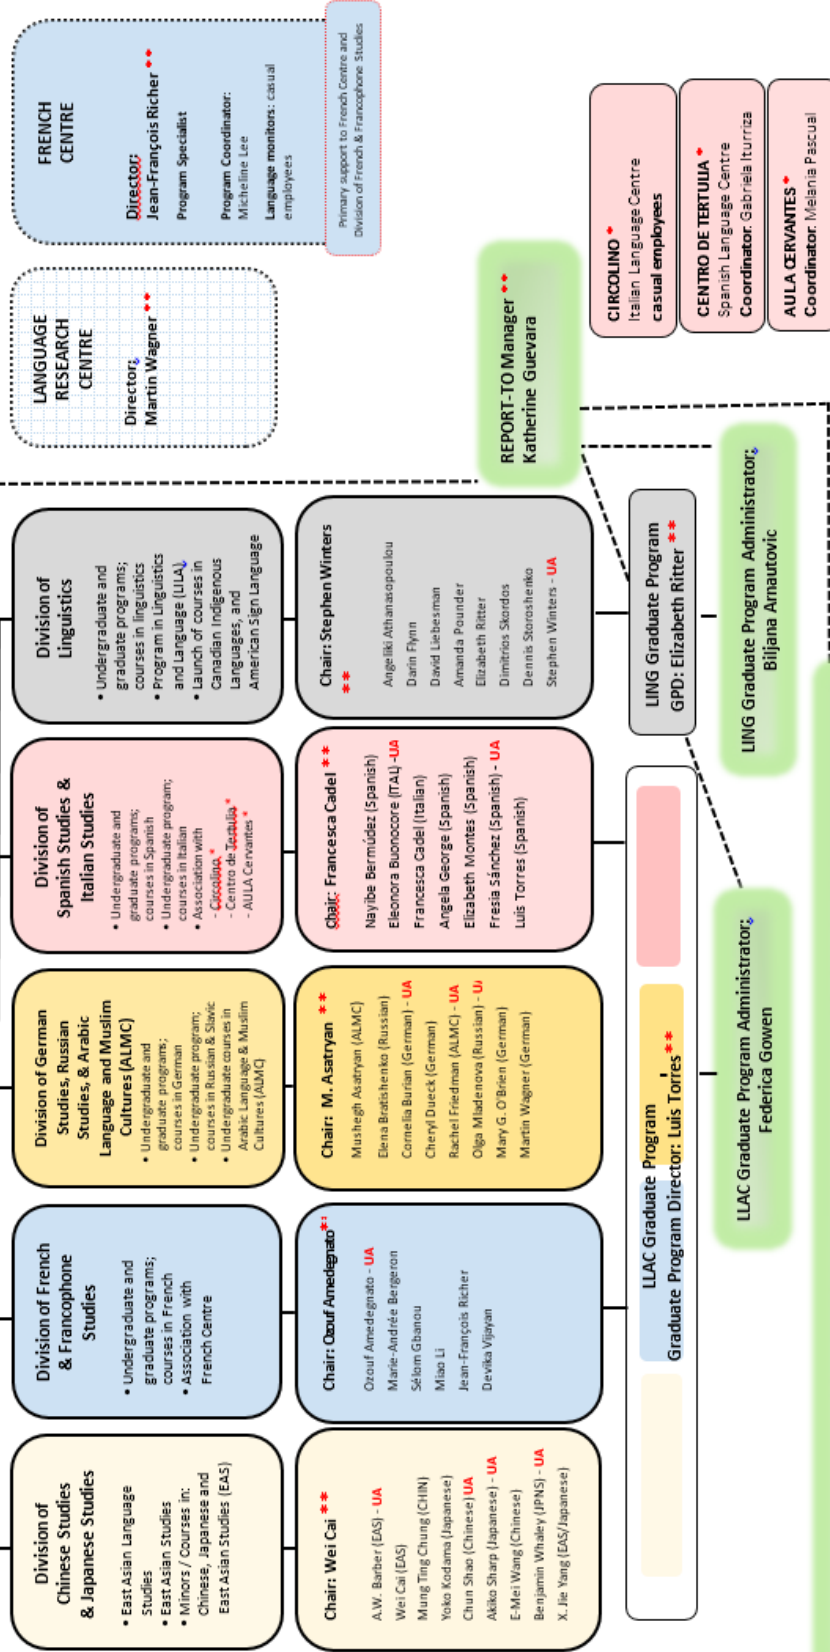 Division of
Chinese Studies
& Japanese Studies
• East Asian Language
Studies
• East Asian Studies
• Minors / Courses in:
Chinese, Japanese and
East Asian Studies (EAS)
Division of French
& Francophone
Studies
• Undergraduate and
graduate programs;
courses in French
• Association with
French Centre
Division of German
Studies, Russian
Studies, & Arabic
Language and Muslim
Cultures (ALMC)
• Undergraduate and
graduate programs;
courses in German
• Undergraduate program;
courses in Russian & Slavic
• Undergraduate courses in
Arabic Language & Muslim
Cultures (ALMC)
Division of
Spanish Studies &
Italian Studies
• Undergraduate and
graduate programs;
courses in Spanish
• Undergraduate program;
courses in Italian
• Association with
- Circolino *
- Centro de Tertulia *
- AULA Cervantes *
Division of
Linguistics
• Undergraduate and
graduate programs;
courses in linguistics
• Program in Linguistics
and Language (LILA)
• Launch of courses in
Canadian Indigenous
Languages, and
American Sign Language
LANGUAGE
RESEARCH
CENTRE
Director:
Martin Wagner **
FRENCH
CENTRE
Director:
Jean-François Richer **
Program Specialist
Program Coordinator:
Micheline Lee
Language monitors: casual
employees
Primary support to French Centre and
Division of French & Francophone Studies
Chair: Wei Cai **
A.W. Barber (EAS) - UA
Wei Cai (EAS)
Mung Ting Chung (CHIN)
Yoko Kodama (Japanese)
Chun Shao (Chinese) UA
Akiko Sharp (Japanese) - UA
E-Mei Wang (Chinese)
Benjamin Whaley (JPNS) - UA
X. Jie Yang (EAS/Japanese)
Chair: Ozouf Amedegnato *
Ozouf Amedegnato - UA
Marie-Andrée Bergeron
Sélom Gbanou
Miao Li
Jean-François Richer
Devika Vijayan
Chair: M. Asatryan **
Mushegh Asatryan (ALMC)
Elena Bratishenko (Russian)
Cornelia Burian (German) - UA
Cheryl Dueck (German)
Rachel Friedman (ALMC) - UA
Olga Mladenova (Russian) - U
Mary G. O'Brien (German)
Martin Wagner (German)
Chair: Francesca Cadel **
Nayibe Bermúdez (Spanish)
Eleonora Buonocore (ITAL) -UA
Francesca Cadel (Italian)
Angela George (Spanish)
Elizabeth Montes (Spanish)
Fresia Sánchez (Spanish) - UA
Luis Torres (Spanish)
Chair: Stephen Winters
**
Angeliki Athanasopoulou
Darin Flynn
David Liebesman
Amanda Pounder
Elizabeth Ritter
Dimitrios Skordos
Dennis Storoshenko
Stephen Winters - UA
REPORT-TO Manager **
Katherine Guevara
CIRCOLINO *
Italian Language Centre
casual employees
CENTRO DE TERTULIA *
Spanish Language Centre
Coordinator: Gabriela Iturriza
AULA CERVANTES *
Coordinator: Melania Pascual
LLAC Graduate Program
Graduate Program Director: Luis Torres **
LING Graduate Program
GPD: Elizabeth Ritter **
LLAC Graduate Program Administrator:
Federica Gowen
LING Graduate Program Administrator:
Biljana Arnautovic